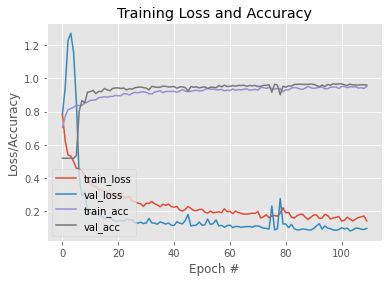 Training Loss and Accuracy
Loss/Accuracy
1.2
1.0
0.8
0.6
0.4
0.2
train_loss
val_loss
train_acc
val_acc
0 20 40 60 80 100
Epoch #